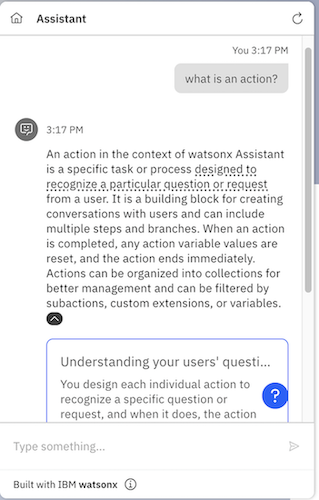 Assistant
You 3:17 PM
what is an action?
3:17 PM
An action in the context of watsonx Assistant
is a specific task or process designed to
recognize a particular question or request
from a user. It is a building block for creating
conversations with users and can include
multiple steps and branches. When an action
is completed, any action variable values are
reset, and the action ends immediately.
Actions can be organized into collections for
better management and can be filtered by
subactions, custom extensions, or variables.
Understanding your users' questi...
You design each individual action to
recognize a specific question or
request, and when it does, the action
?
Type something...
Built with IBM watsonx